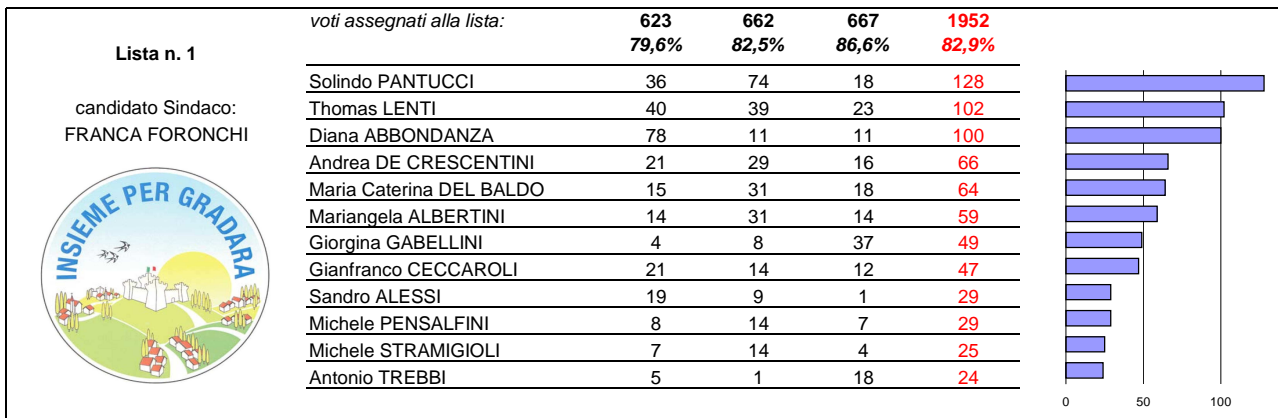 voti assegnati alla lista: 623 662 667 1952
79,6% 82,5% 86,6% 82,9%
Lista n. 1
candidato Sindaco:
FRANCA FORONCHI
INSIEME PER GRADARA
Solindo PANTUCCI 36 74 18 128
Thomas LENTI 40 39 23 102
Diana ABBONDANZA 78 11 11 100
Andrea DE CRESCENTINI 21 29 16 66
Maria Caterina DEL BALDO 15 31 18 64
Mariangela ALBERTINI 14 31 14 59
Giorgina GABELLINI 4 8 37 49
Gianfranco CECCAROLI 21 14 12 47
Sandro ALESSI 19 9 1 29
Michele PENSALFINI 8 14 7 29
Michele STRAMIGIOLI 7 14 4 25
Antonio TREBBI 5 1 18 24
0 50 100